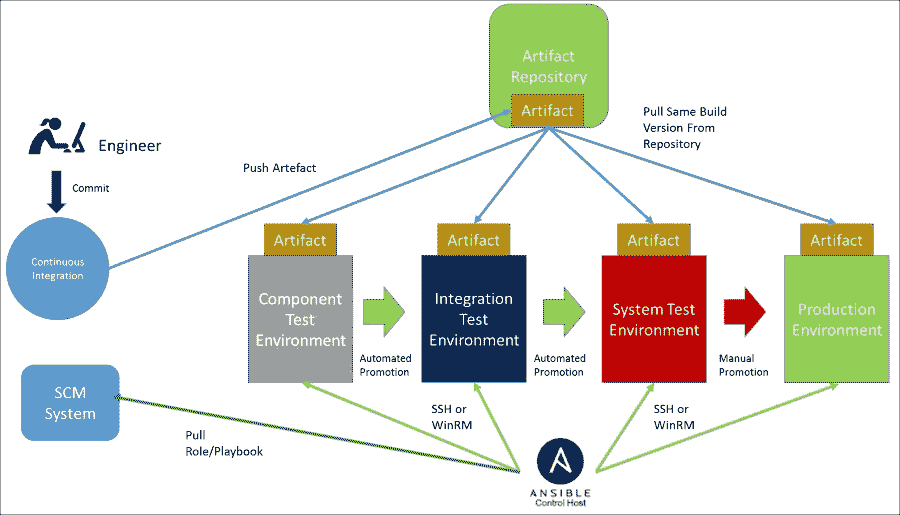 Artifact
Repository
Artifact
Pull Same Build
Version From
Repository
Engineer
Push Artefact
Commit
Continuous
Integration
Artifact
Artifact
Artifact
Artifact
Component
Test
Environment
Integration
Test
Environment
System Test
Environment
Production
Environment
Automated
Promotion
Automated
Promotion
Manual
Promotion
SCM
System
SSH or
WinRM
SSH or
WinRM
Pull
Role/Playbook
ANSIBLE
Control Host